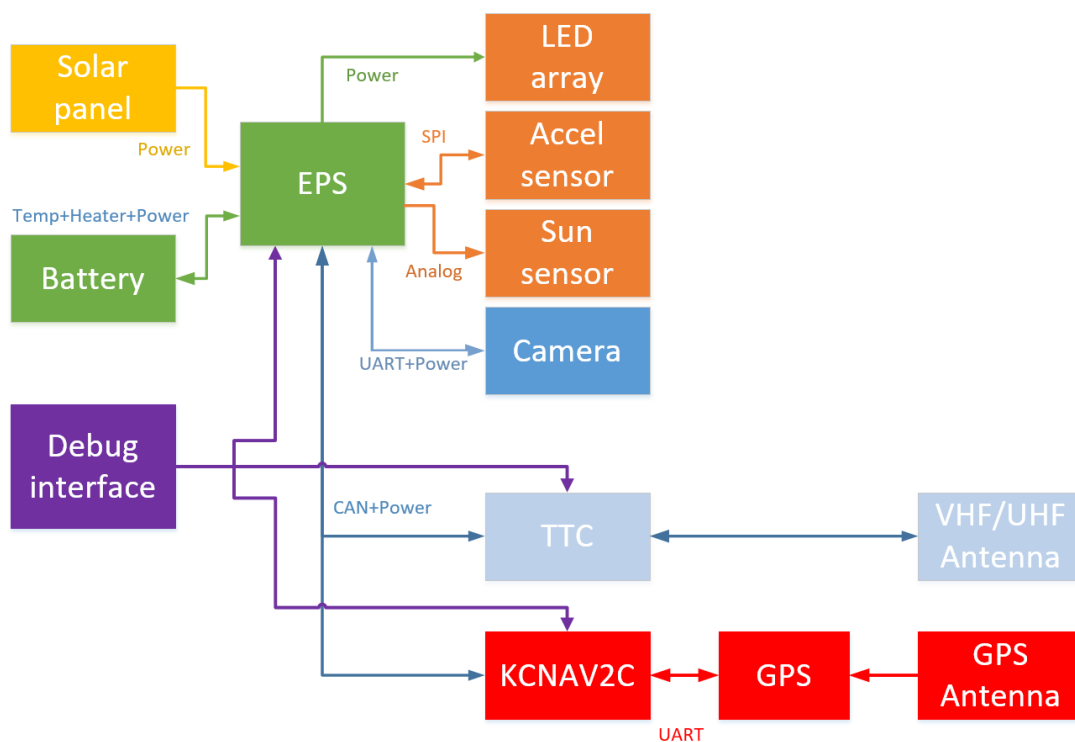 Solar
panel
Power
EPS
Power
LED
array
SPI
Accel
sensor
Analog
Sun
sensor
Temp+Heater+Power
Battery
UART+Power
Camera
Debug
interface
CAN+Power
TTC
VHF/UHF
Antenna
KCNAV2C
UART
GPS
GPS
Antenna